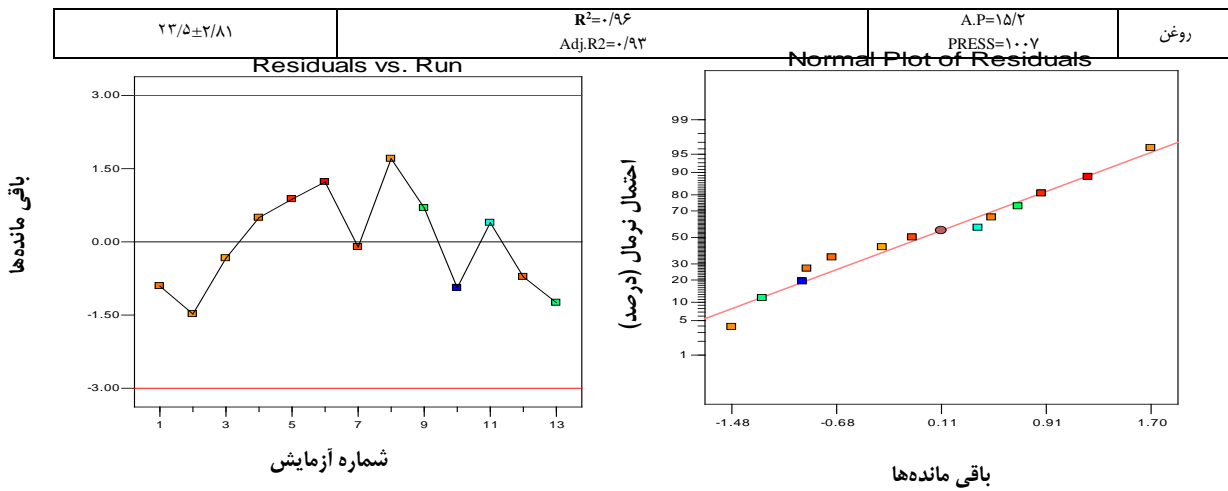 روغن
A.P=۱۵/۲
PRESS=۱۰۰۷
R²=۰/۹۶
Adj.R2=۰/۹۳
۲۳/۵±۲/۸۱
Residuals vs. Run
3.00
1.50
0.00
-1.50
-3.00
1 3 5 7 9 11 13
باقی مانده‌ها
شماره آزمایش
Normal Plot of Residuals
99
95
90
80
70
50
30
20
10
5
1
-1.48 -0.68 0.11 0.91 1.70
احتمال نرمال (درصد)
باقی مانده‌ها